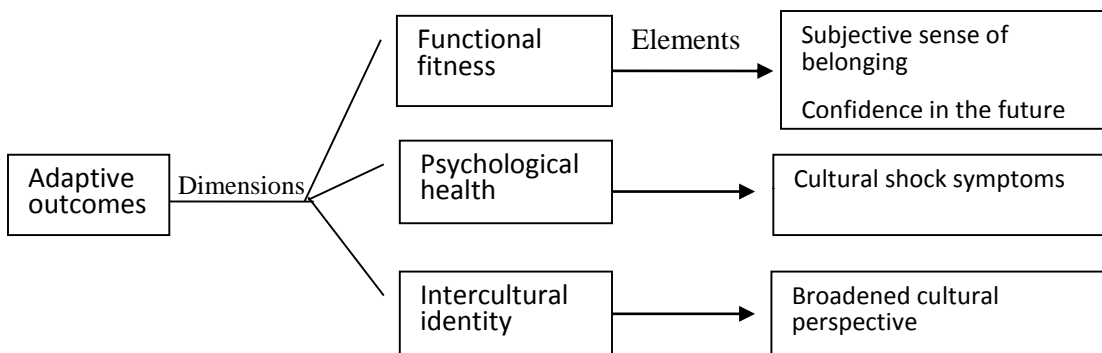 Adaptive
outcomes
Dimensions
Functional
fitness
Elements
Subjective sense of
belonging
Confidence in the future
Psychological
health
Cultural shock symptoms
Intercultural
identity
Broadened cultural
perspective